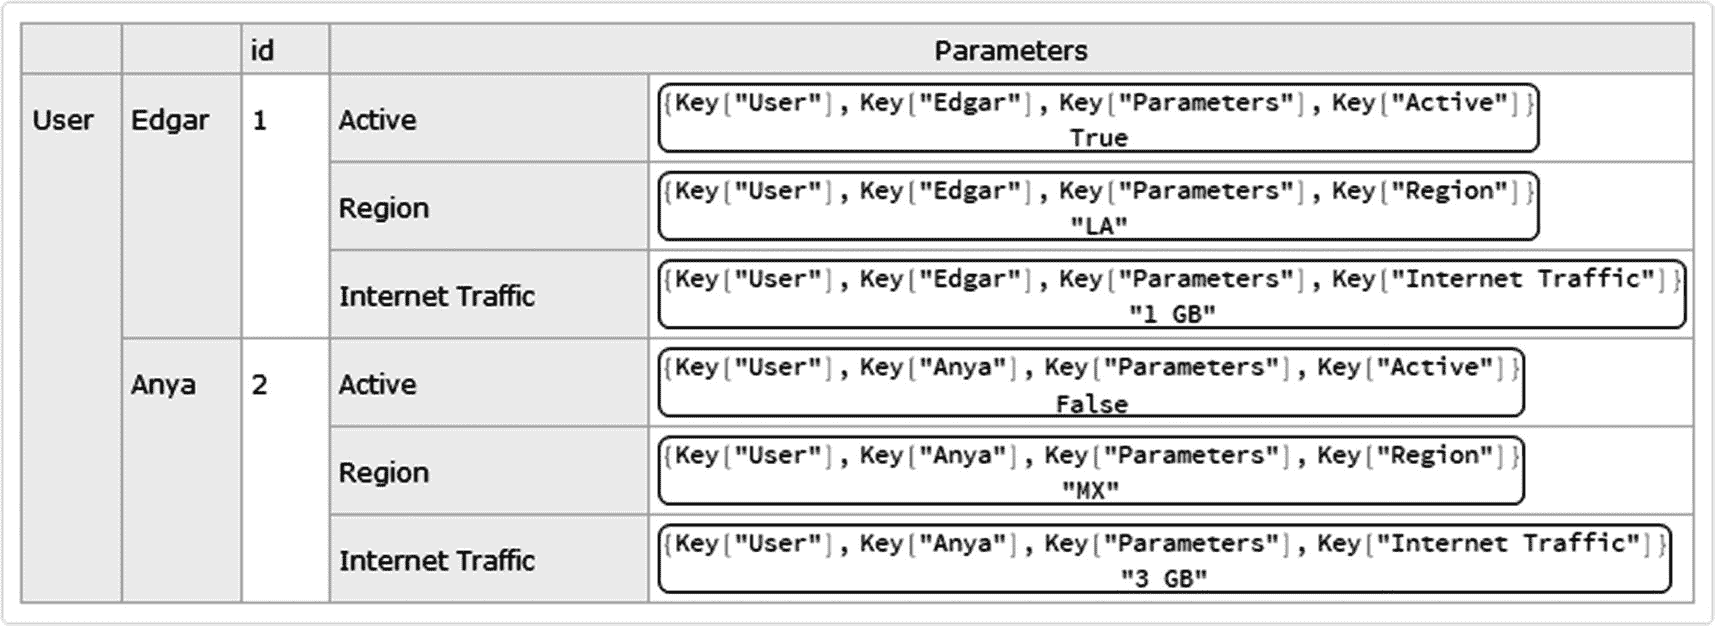 id Parameters
User Edgar 1 Active {Key["User"], Key["Edgar"], Key["Parameters"], Key["Active"]}
True
Region {Key["User"], Key["Edgar"], Key["Parameters"], Key["Region"]}
"LA"
Internet Traffic {Key["User"], Key["Edgar"], Key["Parameters"], Key["Internet Traffic"]}
"1 GB"
Anya 2 Active {Key["User"], Key["Anya"], Key["Parameters"], Key["Active"]}
False
Region {Key["User"], Key["Anya"], Key["Parameters"], Key["Region"]}
"MX"
Internet Traffic {Key["User"], Key["Anya"], Key["Parameters"], Key["Internet Traffic"]}
"3 GB"